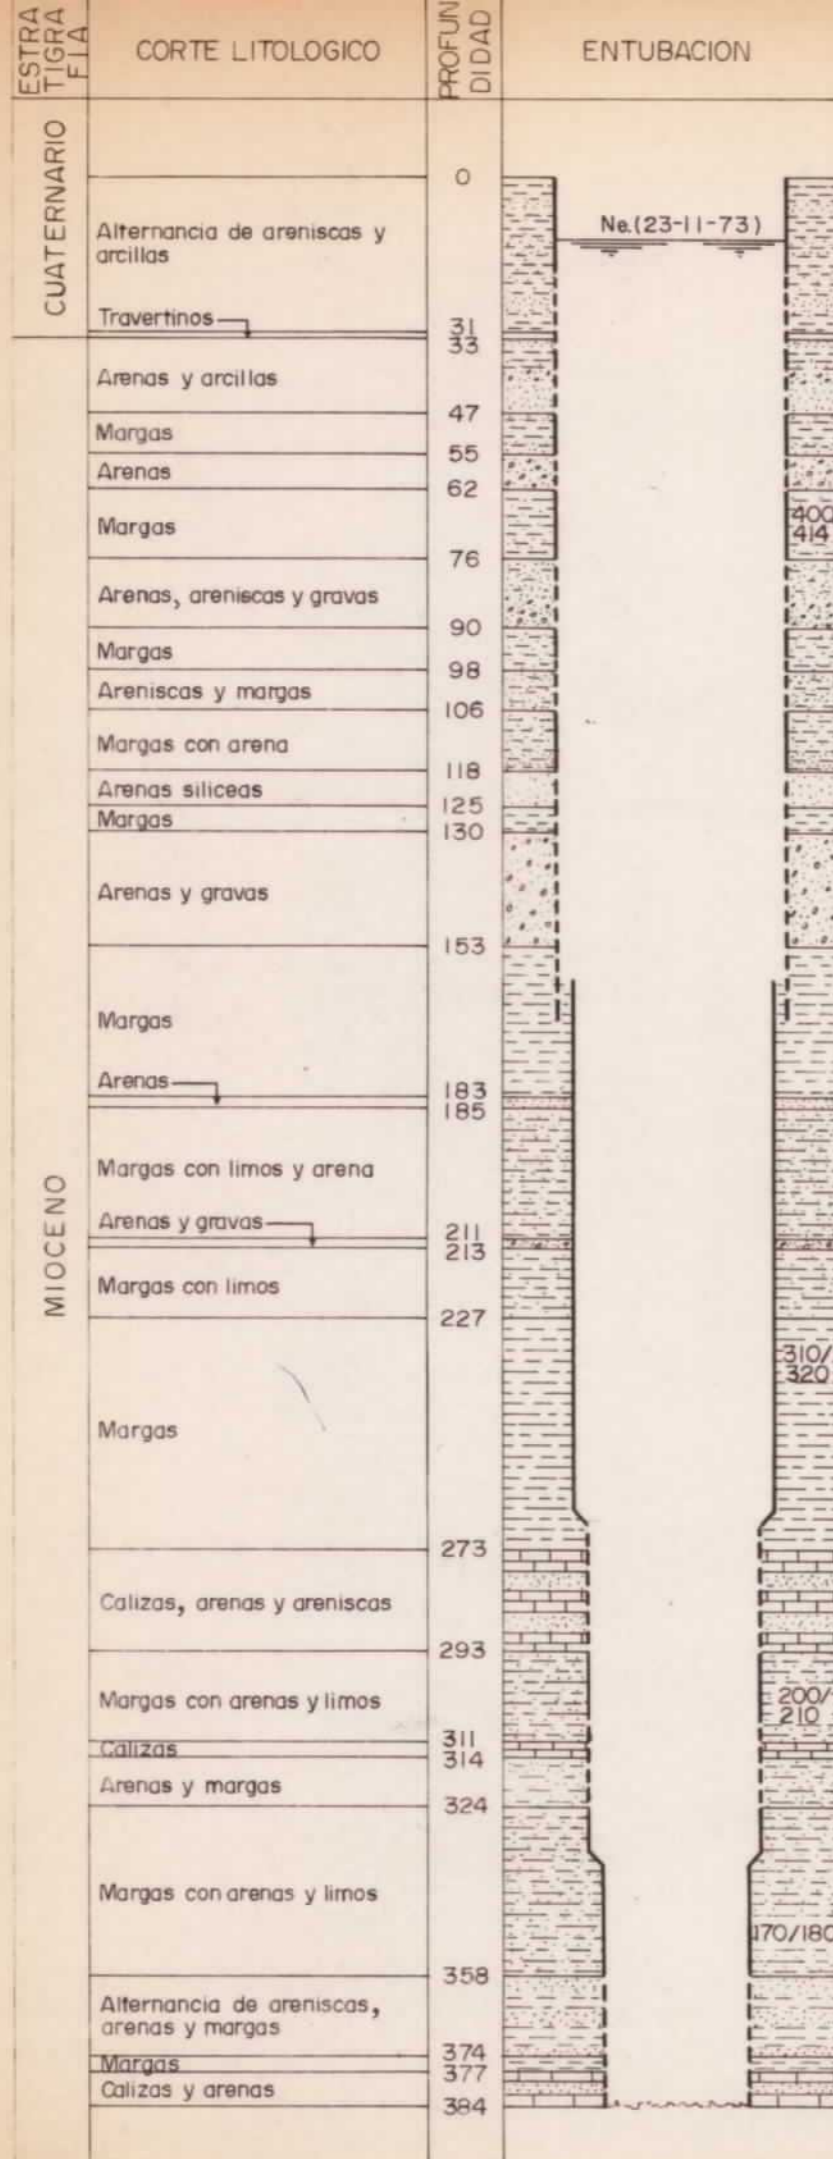 ESTRA
TIGRA
FIA
CORTE LITOLOGICO
PROFUN
DIDAD
ENTUBACION
CUATERNARIO
0
Ne.(23-11-73)
Alternancia de areniscas y
arcillas
Travertinos
31
33
Arenas y arcillas
47
Margas
55
Arenas
62
Margas
400
414
76
Arenas, areniscas y gravas
90
Margas
98
Areniscas y margas
106
Margas con arena
118
Arenas siliceas
125
Margas
130
Arenas y gravas
153
Margas
Arenas
183
185
MIOCENO
Margas con limos y arena
Arenas y gravas
211
213
Margas con limos
227
310/
320
Margas
273
Calizas, arenas y areniscas
293
Margas con arenas y limos
200/
210
311
Calizas
314
Arenas y margas
324
Margas con arenas y limos
170/180
358
Alternancia de areniscas,
arenas y margas
374
Margas
377
Calizas y arenas
384